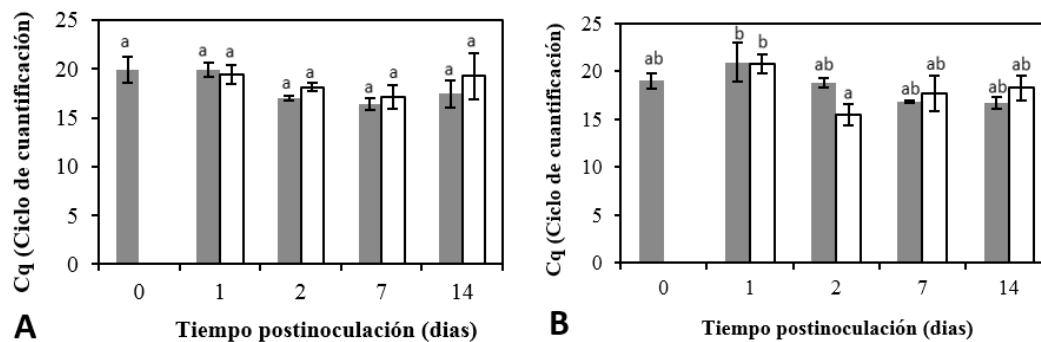 25
20
15
10
5
0
Cq (Ciclo de cuantificación)
a
a
a
a
a
a
a
a
a
0 1 2 7 14
Tiempo postinoculación (dias)
A
25
20
15
10
5
0
Cq (Ciclo de cuantificación)
ab
b
b
ab
a
ab
ab
ab
ab
0 1 2 7 14
Tiempo postinoculación (dias)
B